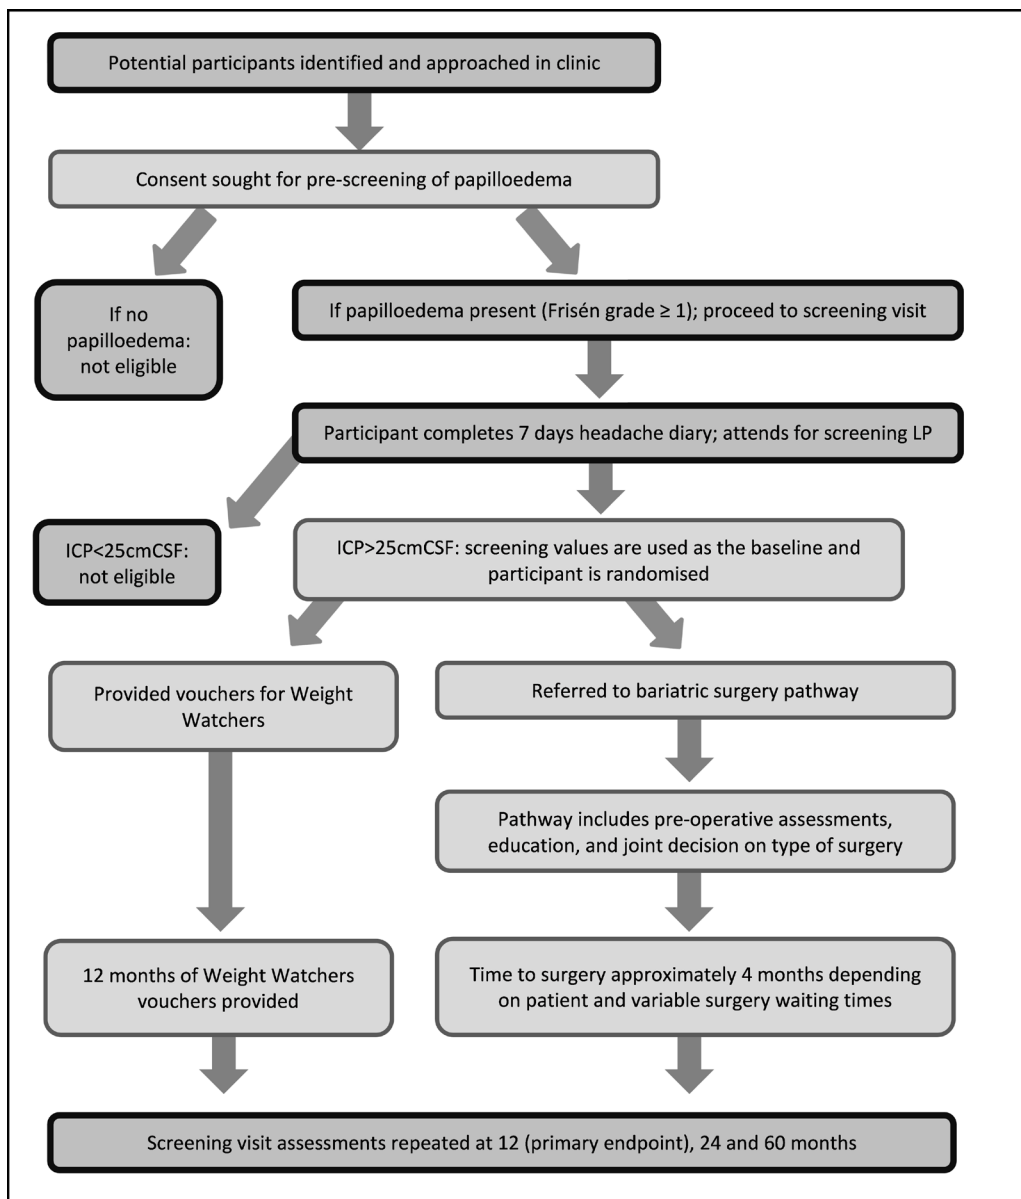 Potential participants identified and approached in clinic
Consent sought for pre-screening of papilloedema
If no
papilloedema:
not eligible
If papilloedema present (Frisén grade ≥ 1); proceed to screening visit
Participant completes 7 days headache diary; attends for screening LP
ICP<25cmCSF:
not eligible
ICP>25cmCSF: screening values are used as the baseline and
participant is randomised
Provided vouchers for Weight
Watchers
Referred to bariatric surgery pathway
Pathway includes pre-operative assessments,
education, and joint decision on type of surgery
12 months of Weight Watchers
vouchers provided
Time to surgery approximately 4 months depending
on patient and variable surgery waiting times
Screening visit assessments repeated at 12 (primary endpoint), 24 and 60 months